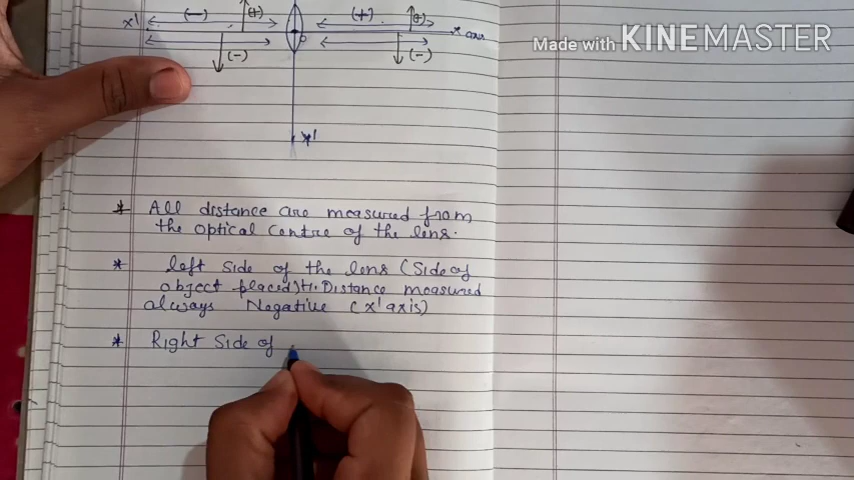 Made with KINEMASTER
x' (-) (+) (+) (+)
(-) O (-) x
* All distance are measured from
the optical Centre of the lens.
* left side of the lens (Side of
object placed) Distance measured
always Negative (x' axis)
* Right Side of